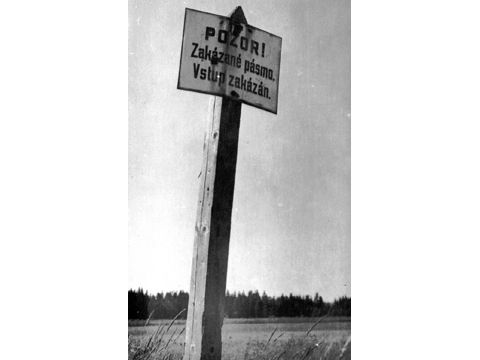 POZOR!
Zakázané pásmo.
Vstup zakázán.